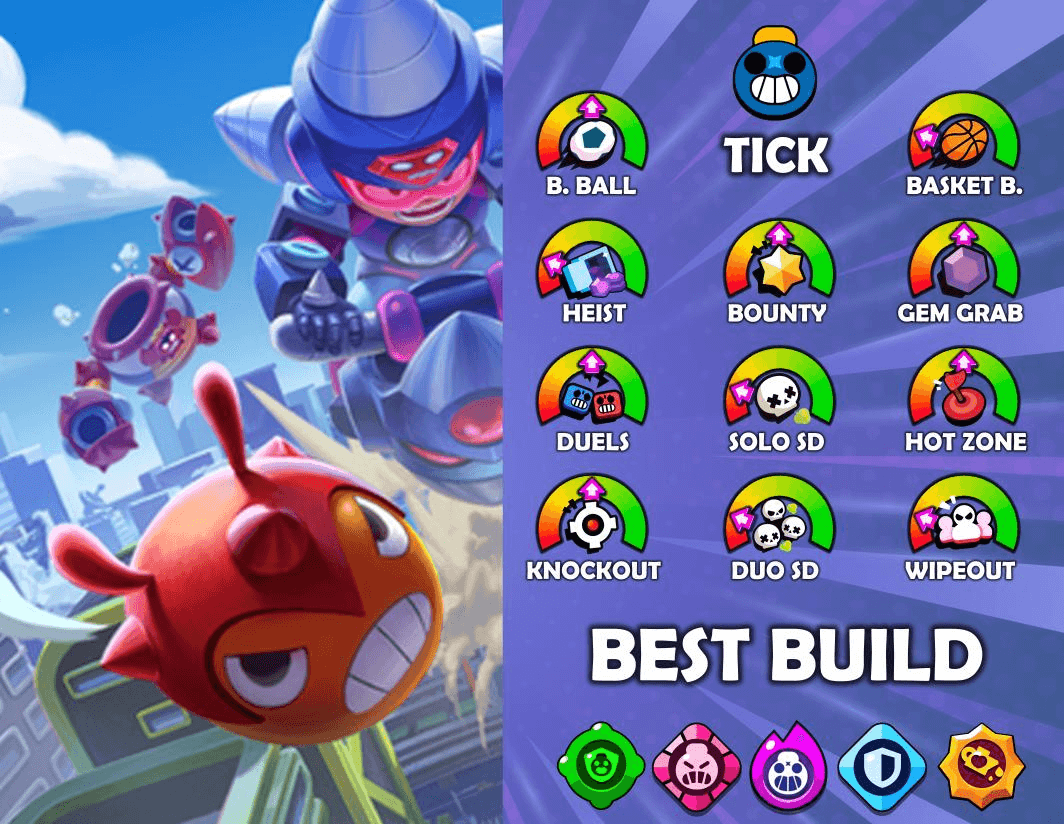 TICK
B. BALL
BASKET B.
HEIST
BOUNTY
GEM GRAB
DUELS
SOLO SD
HOT ZONE
KNOCKOUT
DUO SD
WIPEOUT
BEST BUILD